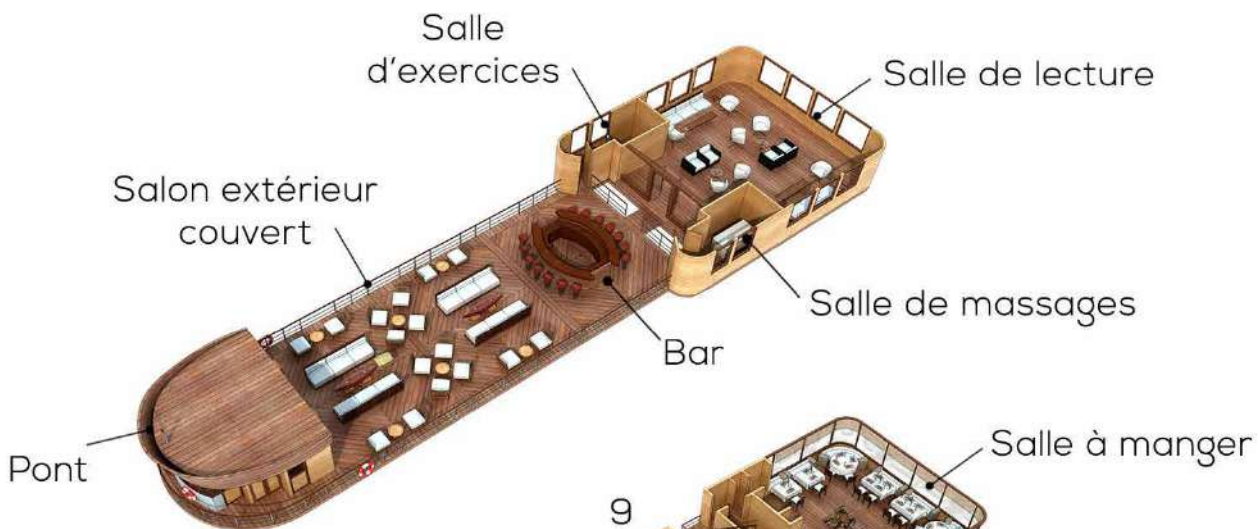 Salle
d'exercices
Salle de lecture
Salon extérieur
couvert
Salle de massages
Bar
Pont
Salle à manger
9